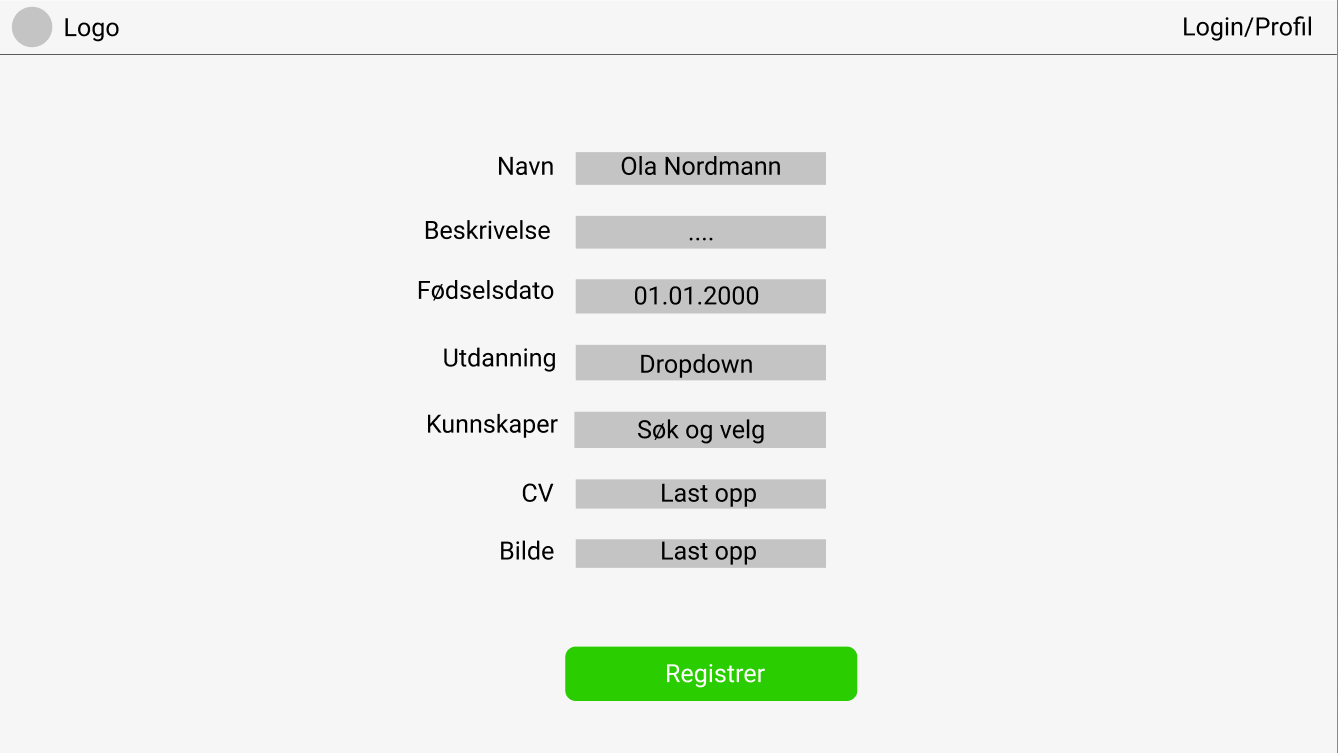 Logo
Login/Profil
Navn Ola Nordmann
Beskrivelse ....
Fødselsdato 01.01.2000
Utdanning Dropdown
Kunnskaper Søk og velg
CV Last opp
Bilde Last opp
Registrer